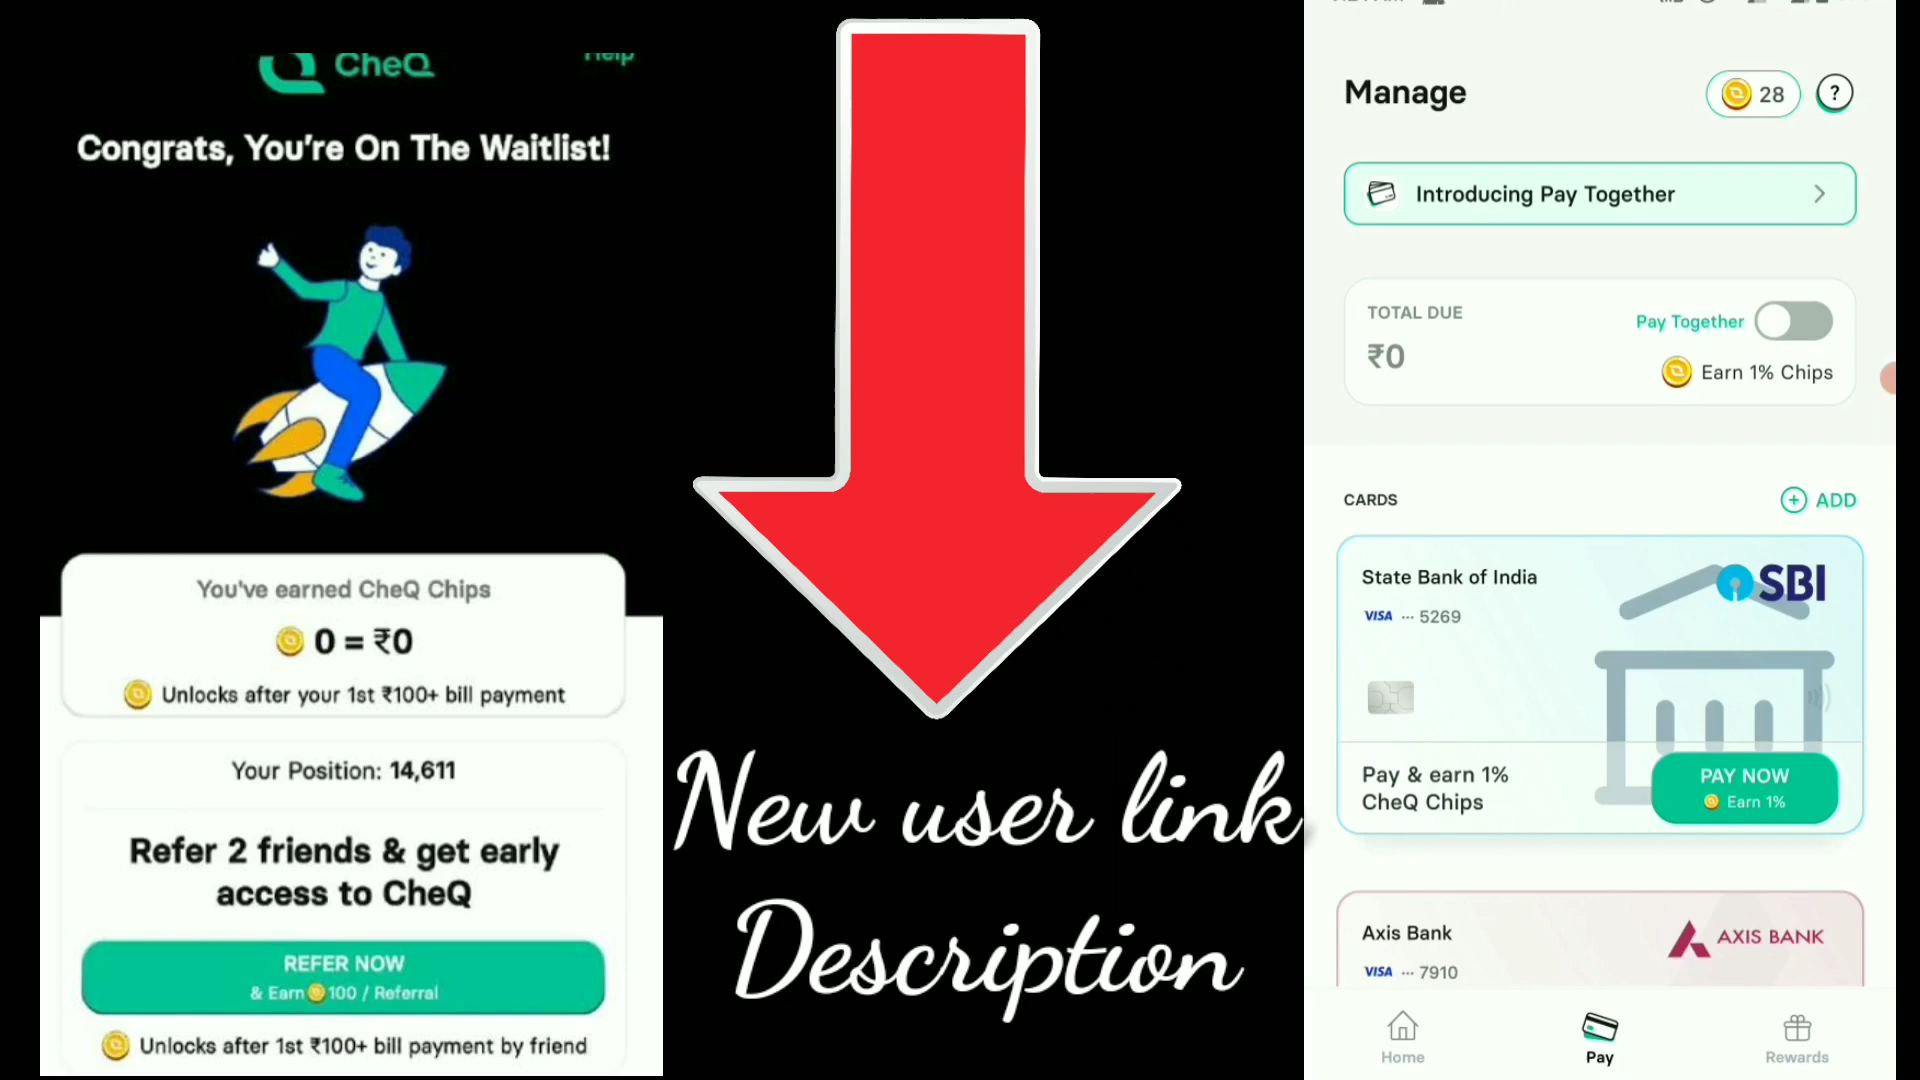 CheQ
Help
Congrats, You're On The Waitlist!
You've earned CheQ Chips
0 = ₹0
Unlocks after your 1st ₹100+ bill payment
Your Position: 14,611
Refer 2 friends & get early
access to CheQ
REFER NOW
& Earn 100 / Referral
Unlocks after 1st ₹100+ bill payment by friend
New user link
Description
Manage
28
?
Introducing Pay Together
TOTAL DUE
Pay Together
₹0
Earn 1% Chips
CARDS
ADD
State Bank of India
SBI
VISA ··· 5269
Pay & earn 1%
CheQ Chips
PAY NOW
Earn 1%
Axis Bank
AXIS BANK
VISA ··· 7910
Home
Pay
Rewards